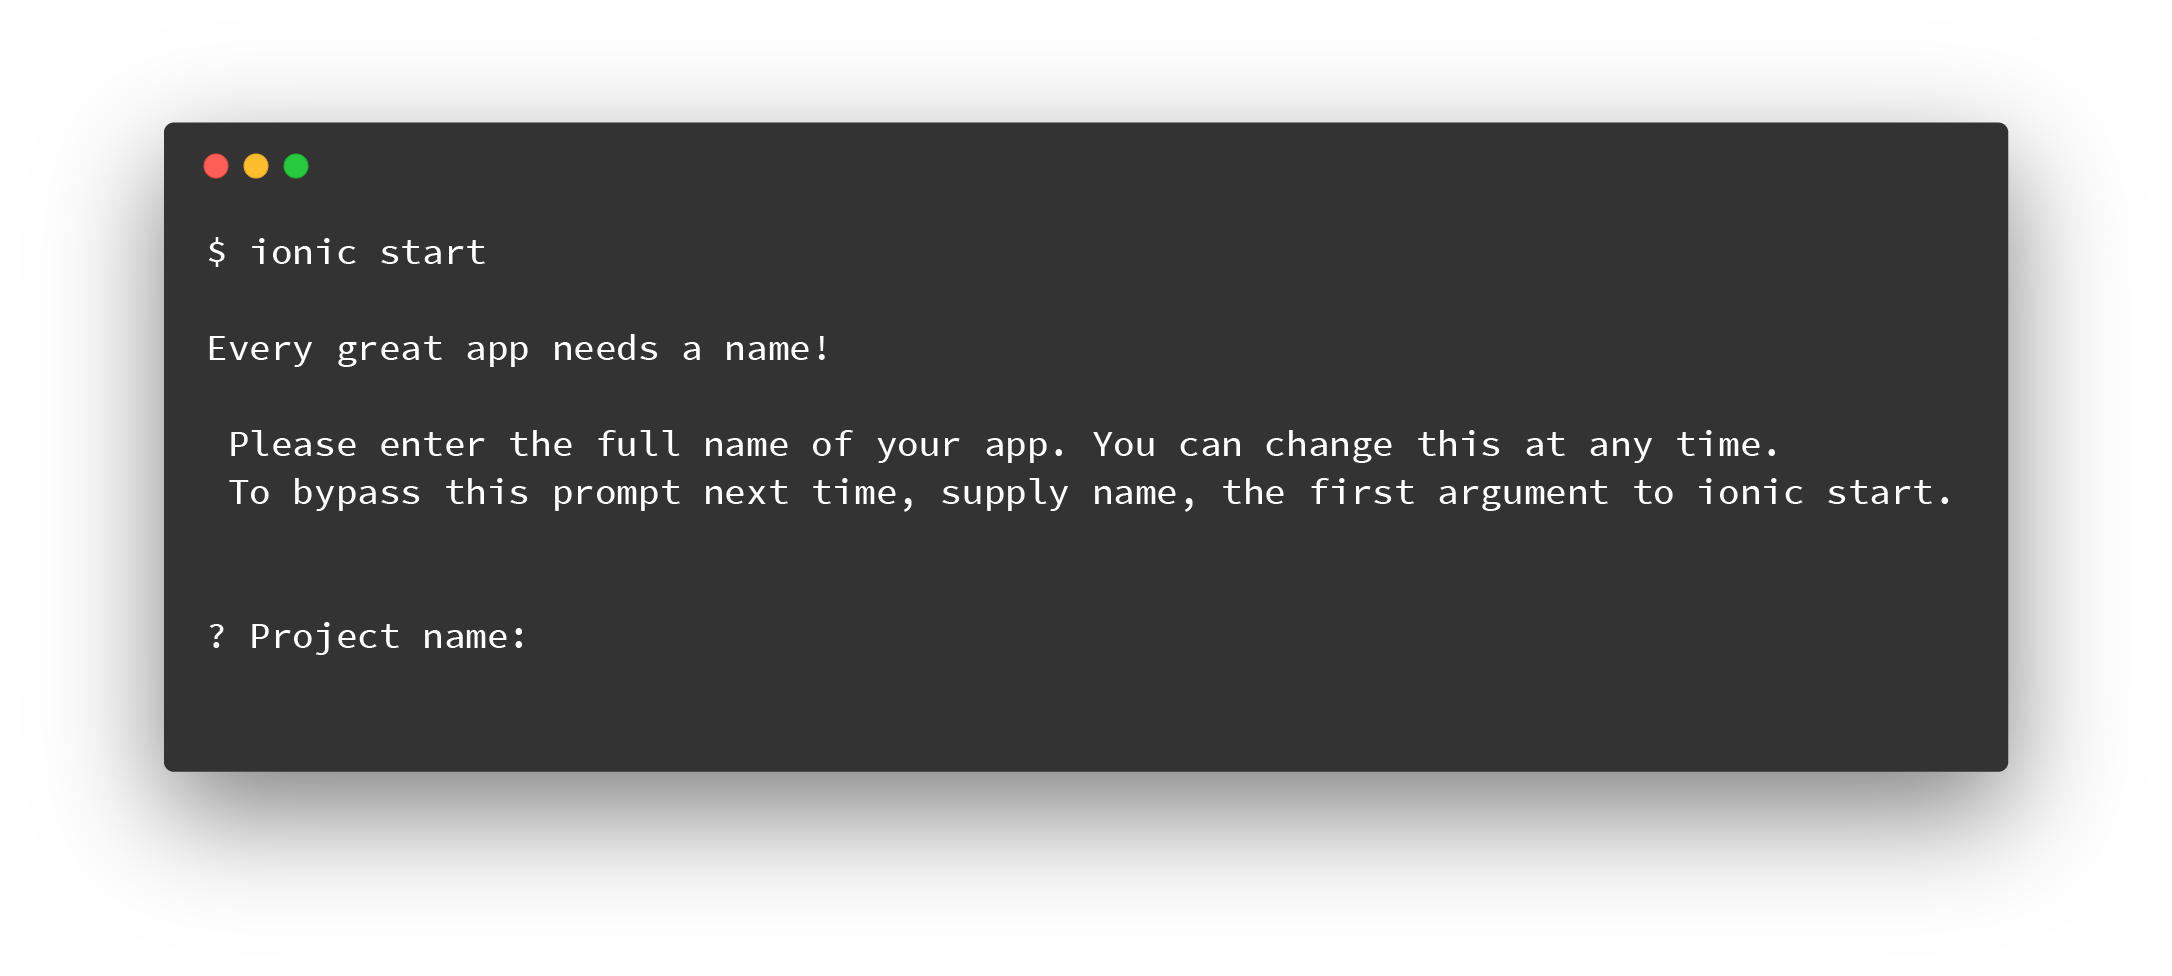 $ ionic start
Every great app needs a name!
Please enter the full name of your app. You can change this at any time.
To bypass this prompt next time, supply name, the first argument to ionic start.
? Project name: